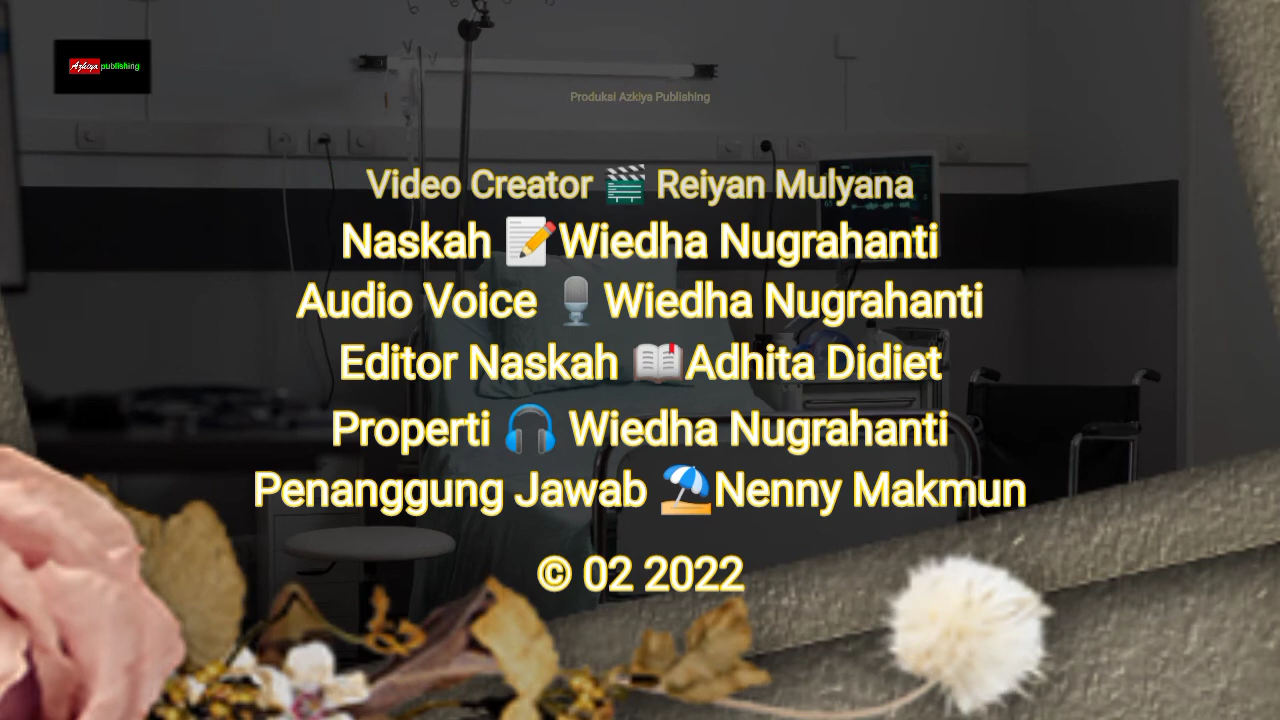 Azkiya publishing
Produksi Azkiya Publishing
Video Creator 🎬 Reiyan Mulyana
Naskah 📝Wiedha Nugrahanti
Audio Voice 🎙️Wiedha Nugrahanti
Editor Naskah 📖Adhita Didiet
Properti 🎧 Wiedha Nugrahanti
Penanggung Jawab ⛱️Nenny Makmun
© 02 2022